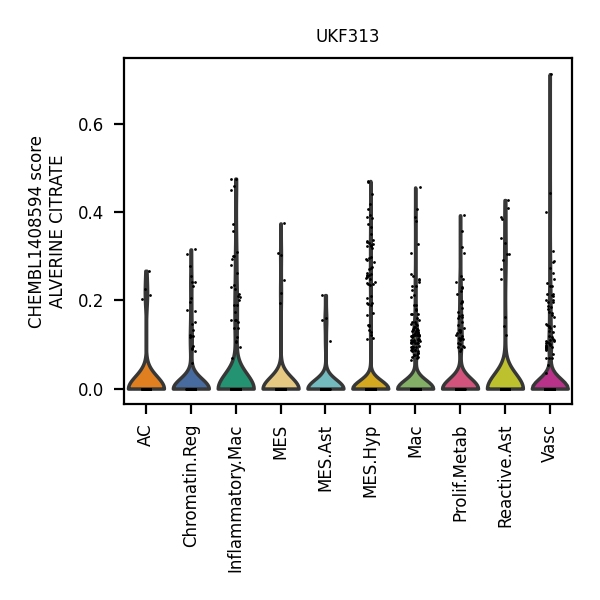 UKF313
CHEMBL1408594 score
ALVERINE CITRATE
0.6
0.4
0.2
0.0
AC
Chromatin.Reg
Inflammatory.Mac
MES
MES.Ast
MES.Hyp
Mac
Prolif.Metab
Reactive.Ast
Vasc